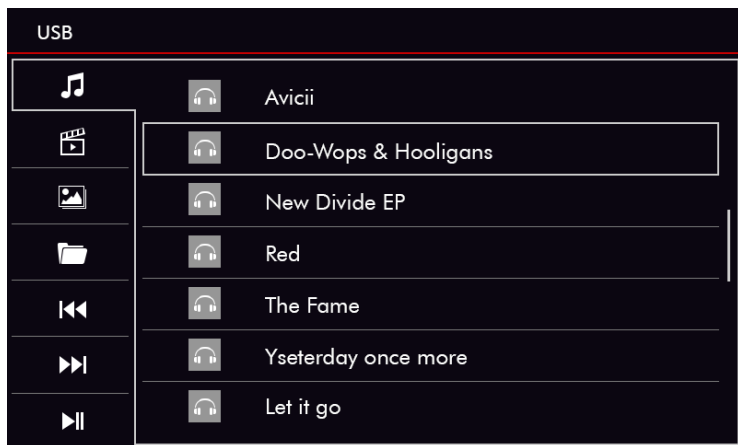 USB
Avicii
Doo-Wops & Hooligans
New Divide EP
Red
The Fame
Yseterday once more
Let it go